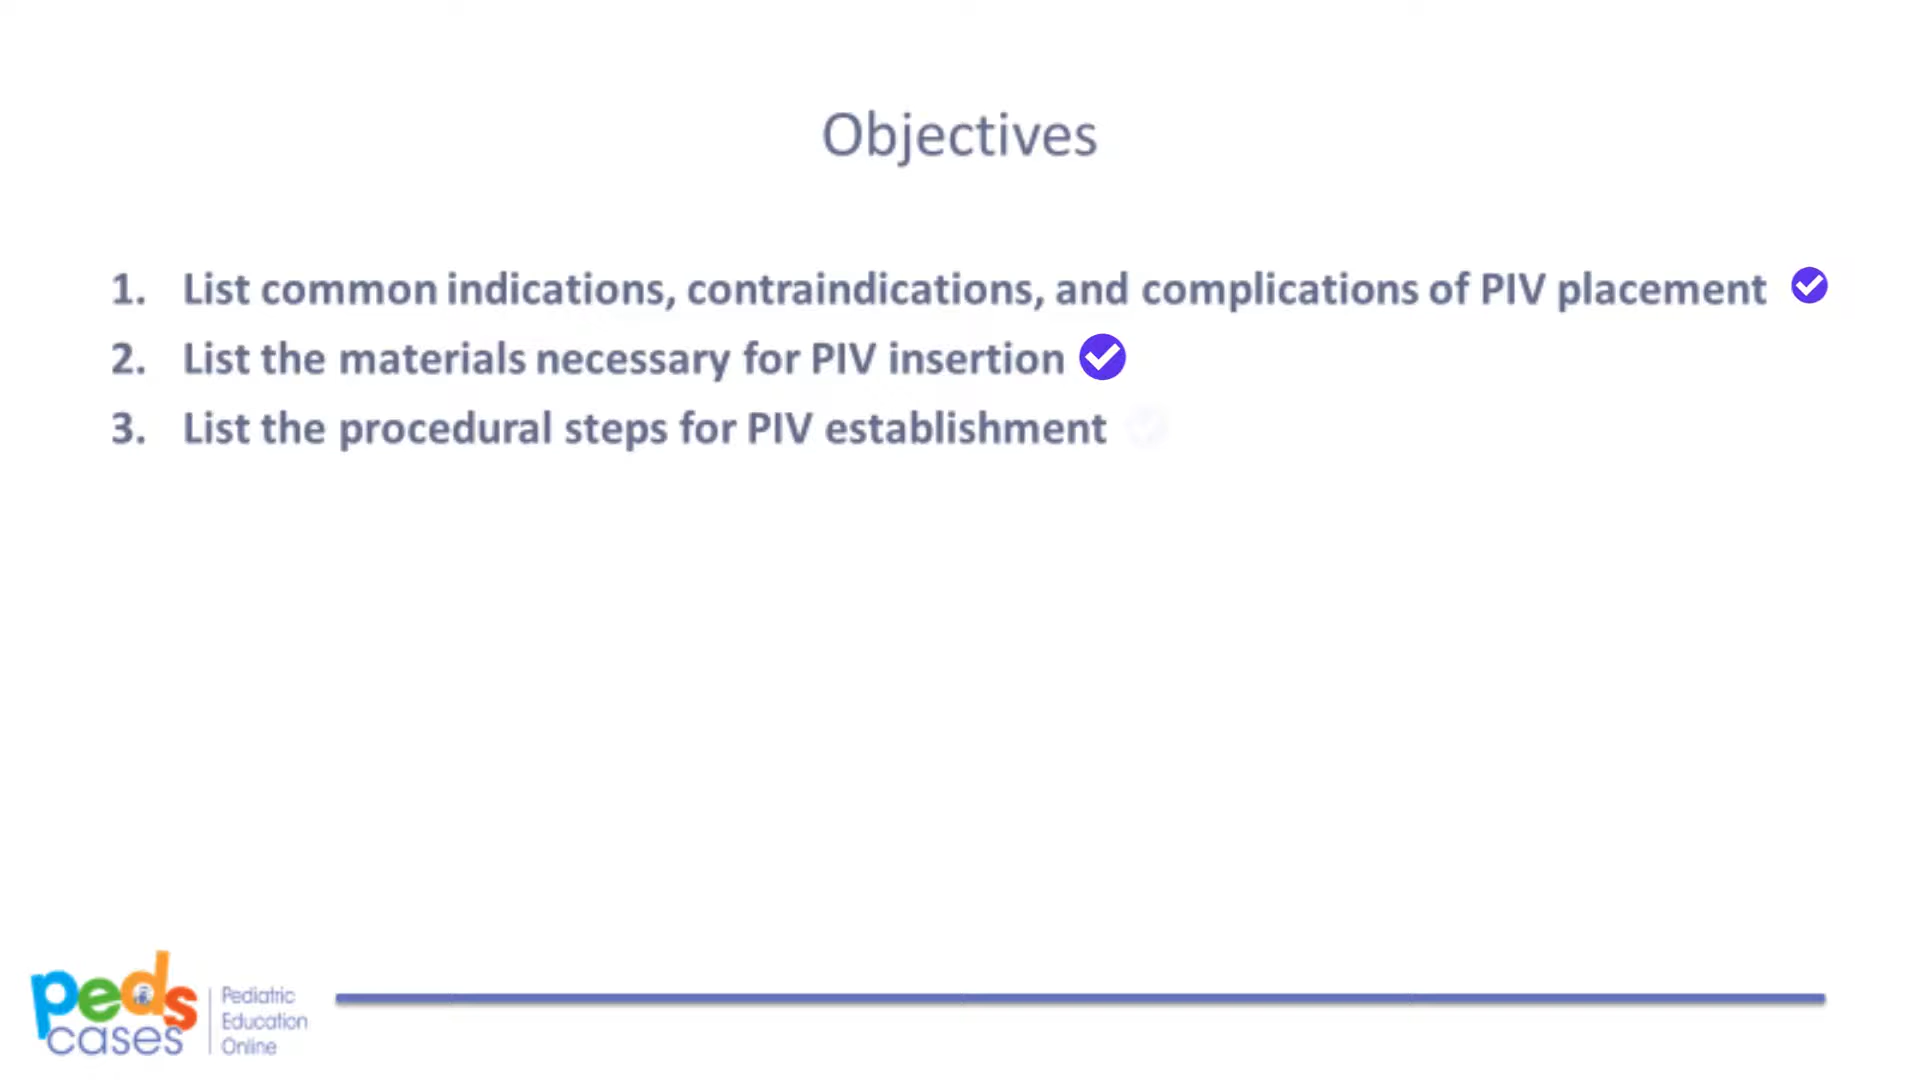 Objectives
1. List common indications, contraindications, and complications of PIV placement
2. List the materials necessary for PIV insertion
3. List the procedural steps for PIV establishment
peds
cases
Pediatric
Education
Online